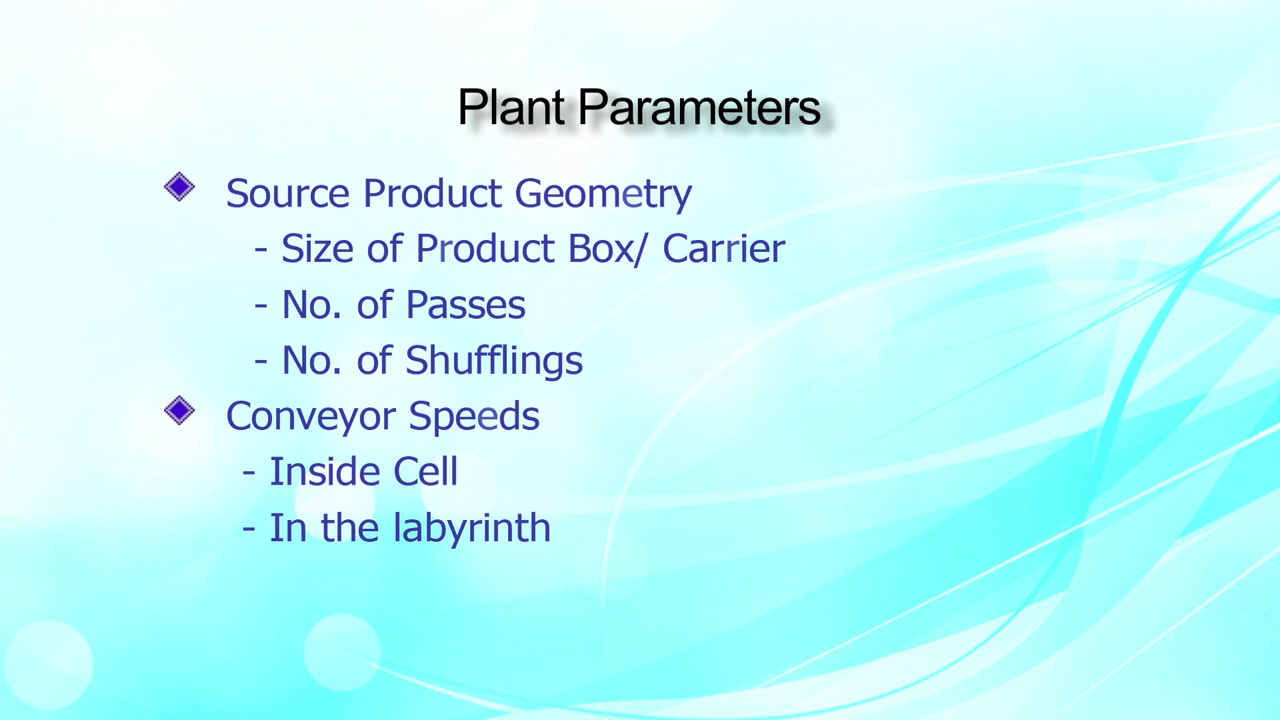 Plant Parameters
Source Product Geometry
- Size of Product Box/ Carrier
- No. of Passes
- No. of Shufflings
Conveyor Speeds
- Inside Cell
- In the labyrinth